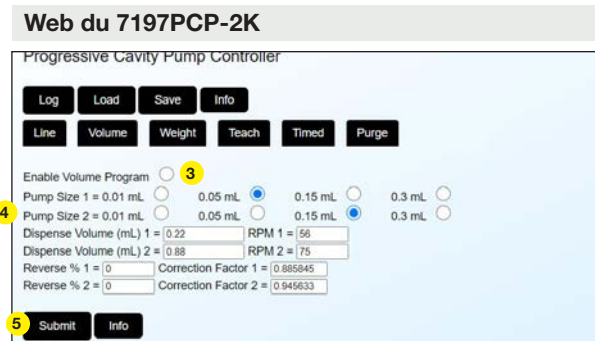 Web du 7197PCP-2K
Progressive Cavity Pump Controller
Log Load Save Info
Line Volume Weight Teach Timed Purge
Enable Volume Program 3
Pump Size 1 = 0.01 mL 0.05 mL 0.15 mL 0.3 mL
4 Pump Size 2 = 0.01 mL 0.05 mL 0.15 mL 0.3 mL
Dispense Volume (mL) 1 = 0.22 RPM 1 = 56
Dispense Volume (mL) 2 = 0.88 RPM 2 = 75
Reverse % 1 = 0 Correction Factor 1 = 0.885845
Reverse % 2 = 0 Correction Factor 2 = 0.945633
5 Submit Info